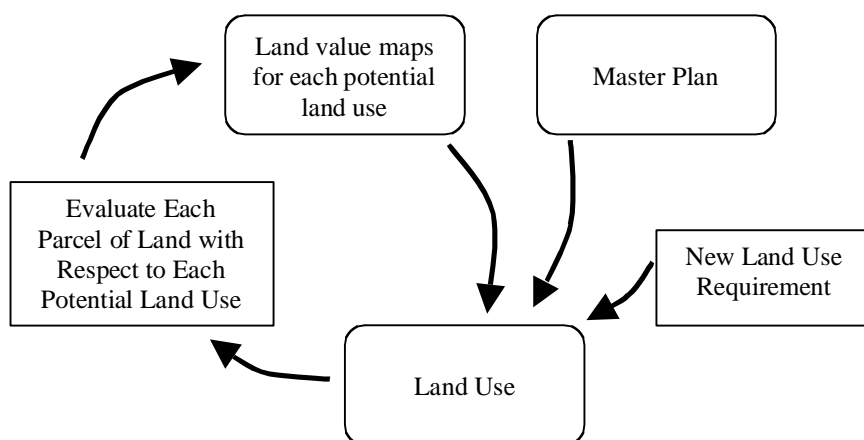 Land value maps
for each potential
land use
Master Plan
Evaluate Each
Parcel of Land with
Respect to Each
Potential Land Use
New Land Use
Requirement
Land Use